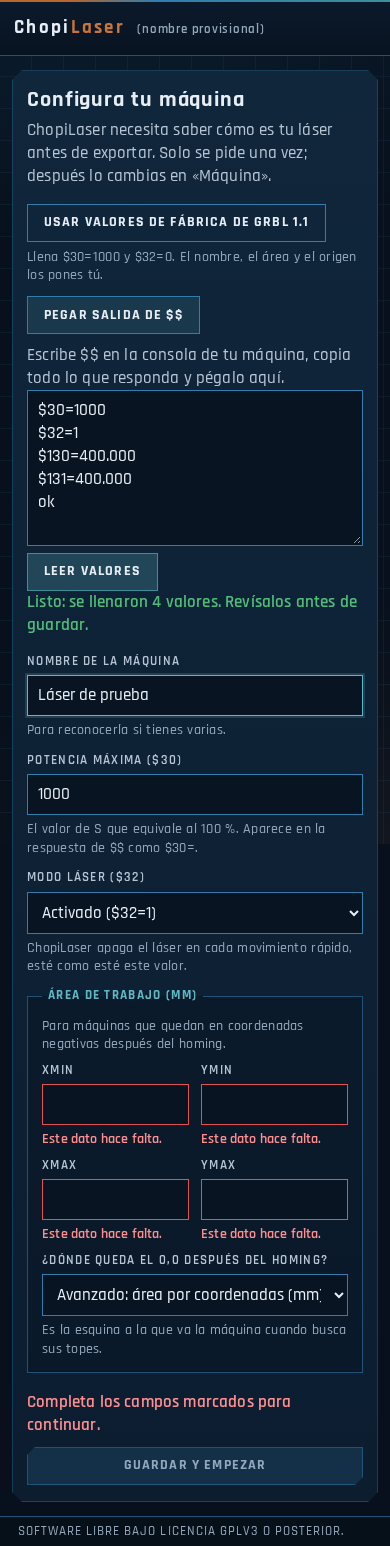 ChopiLaser (nombre provisional)
Configura tu máquina
ChopiLaser necesita saber cómo es tu láser
antes de exportar. Solo se pide una vez;
después lo cambias en «Máquina».
USAR VALORES DE FÁBRICA DE GRBL 1.1
Llena $30=1000 y $32=0. El nombre, el área y el origen
los pones tú.
PEGAR SALIDA DE $$
Escribe $$ en la consola de tu máquina, copia
todo lo que responda y pégalo aquí.
$30=1000
$32=1
$130=400.000
$131=400.000
ok
LEER VALORES
Listo: se llenaron 4 valores. Revísalos antes de
guardar.
NOMBRE DE LA MÁQUINA
Láser de prueba
Para reconocerla si tienes varias.
POTENCIA MÁXIMA ($30)
1000
El valor de S que equivale al 100 %. Aparece en la
respuesta de $$ como $30=.
MODO LÁSER ($32)
Activado ($32=1)
ChopiLaser apaga el láser en cada movimiento rápido,
esté como esté este valor.
ÁREA DE TRABAJO (MM)
Para máquinas que quedan en coordenadas
negativas después del homing.
XMIN YMIN
Este dato hace falta. Este dato hace falta.
XMAX YMAX
Este dato hace falta. Este dato hace falta.
¿DÓNDE QUEDA EL 0,0 DESPUÉS DEL HOMING?
Avanzado: área por coordenadas (mm)
Es la esquina a la que va la máquina cuando busca
sus topes.
Completa los campos marcados para
continuar.
GUARDAR Y EMPEZAR
SOFTWARE LIBRE BAJO LICENCIA GPLV3 O POSTERIOR.